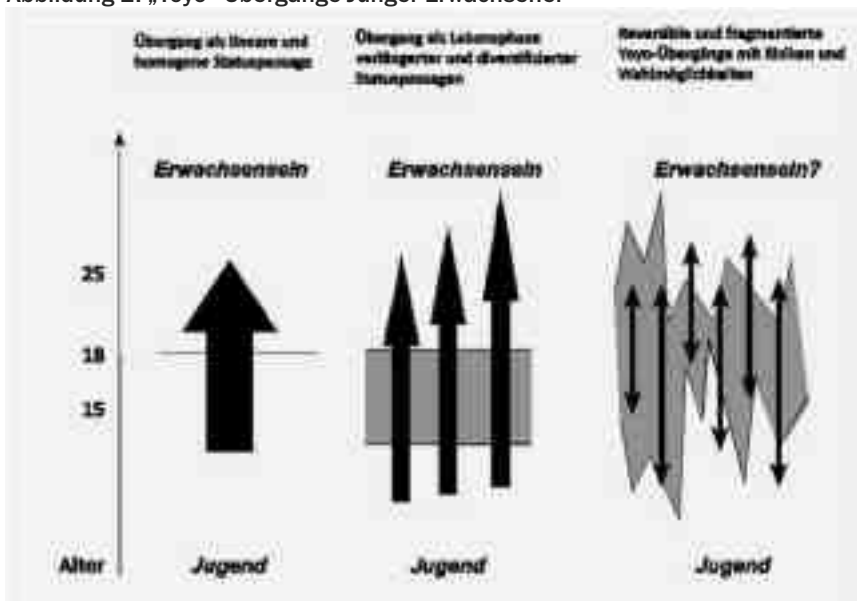 Abbildung 2: „Yoyo“-Übergänge Junger Erwachsener
Übergang als lineare und
homogene Statuspassage
Übergang als Lebensphase
verlängerter und diversifizierter
Statuspassagen
Reversible und fragmentierte
Yoyo-Übergänge mit Risiken und
Wahlmöglichkeiten
Erwachsensein
Erwachsensein
Erwachsensein?
25
18
15
Alter
Jugend
Jugend
Jugend